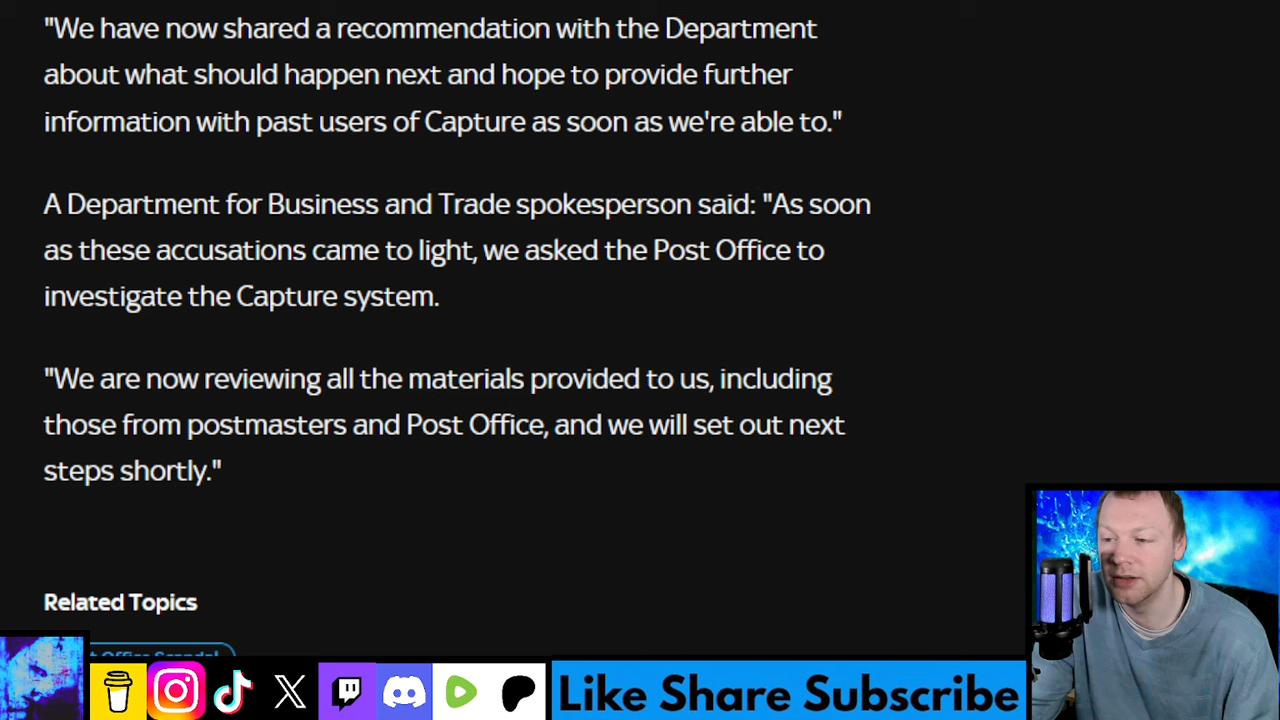 "We have now shared a recommendation with the Department
about what should happen next and hope to provide further
information with past users of Capture as soon as we're able to."
A Department for Business and Trade spokesperson said: "As soon
as these accusations came to light, we asked the Post Office to
investigate the Capture system.
"We are now reviewing all the materials provided to us, including
those from postmasters and Post Office, and we will set out next
steps shortly."
Related Topics
Office Scandal
Like Share Subscribe